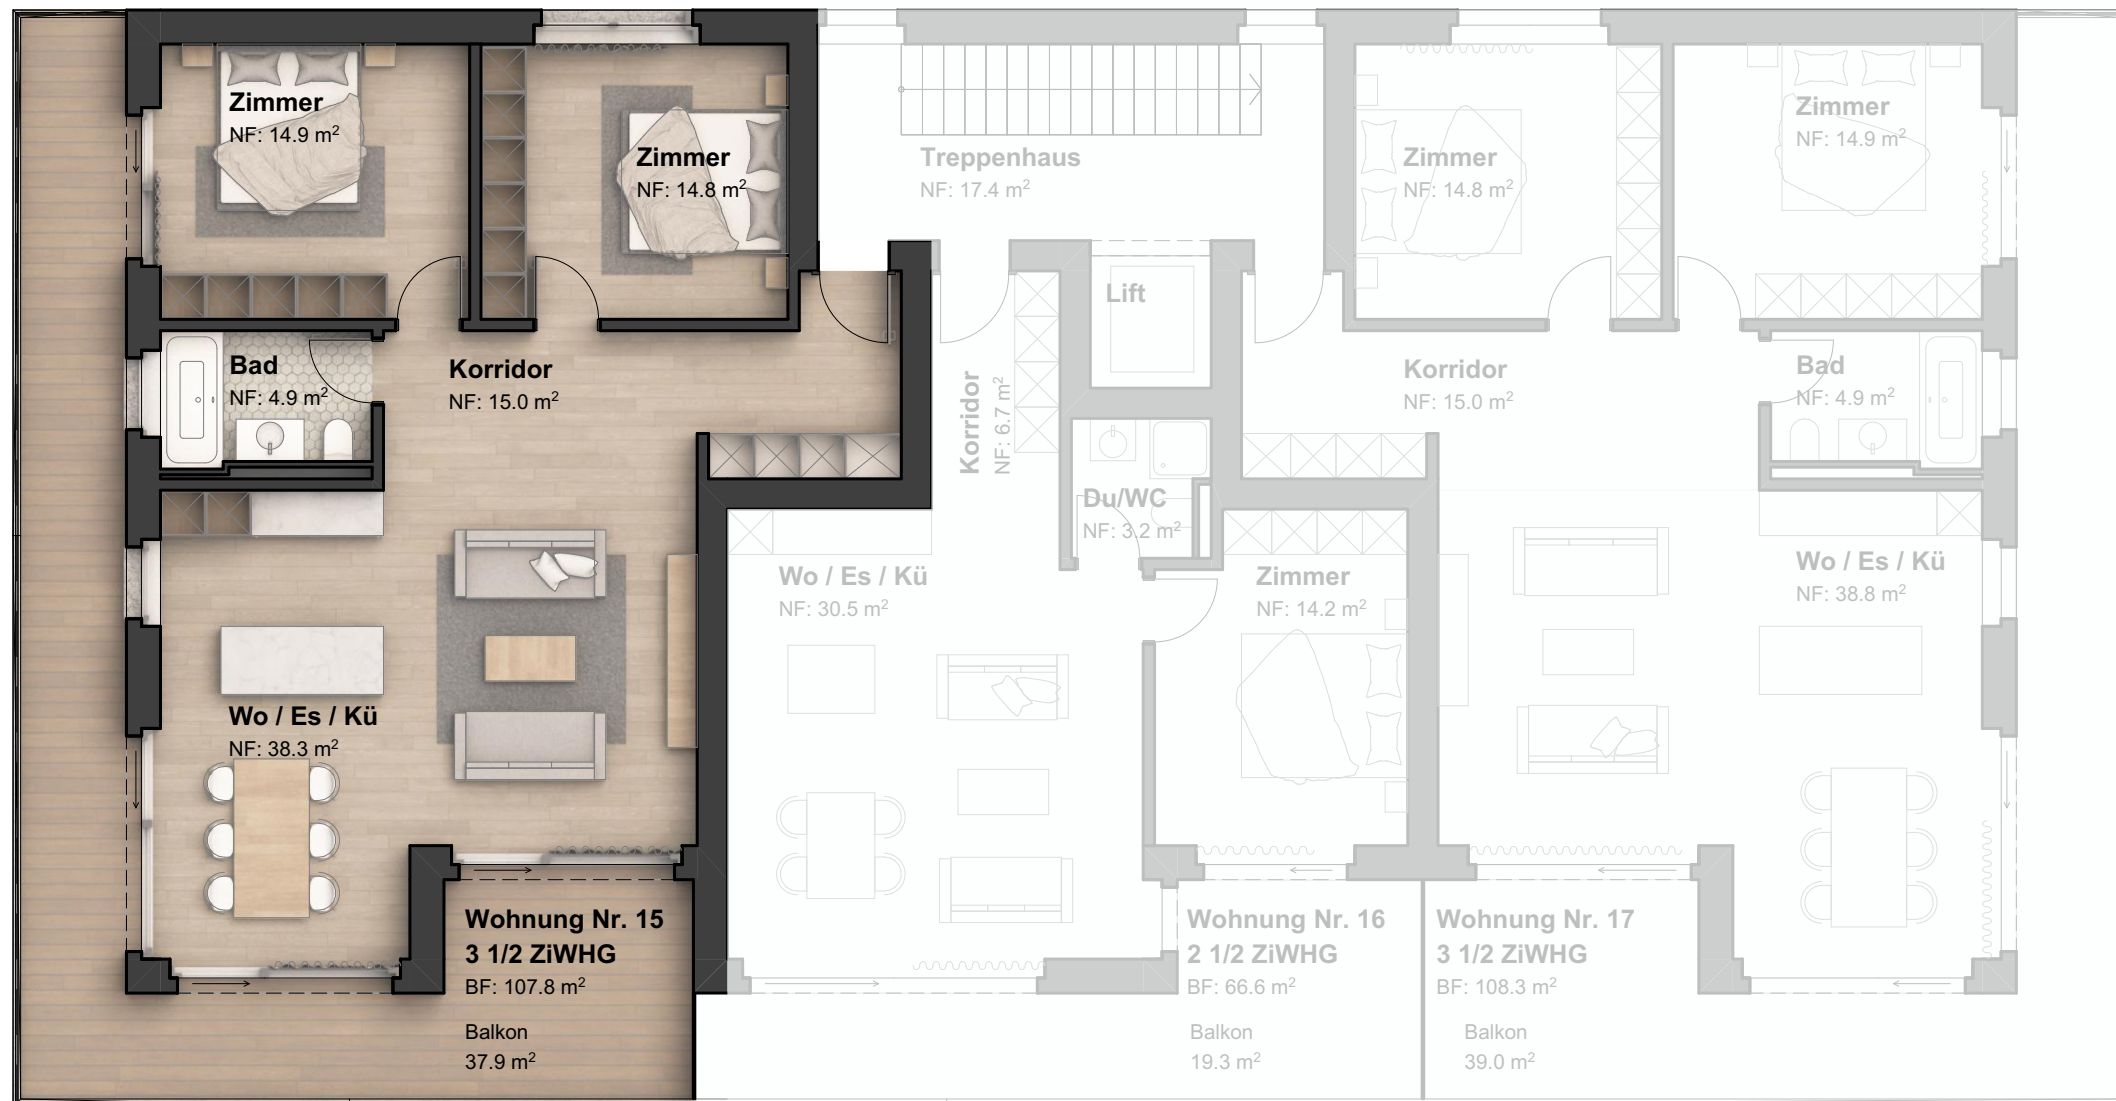 Zimmer
NF: 14.9 m²
Zimmer
NF: 14.8 m²
Treppenhaus
NF: 17.4 m²
Zimmer
NF: 14.8 m²
Zimmer
NF: 14.9 m²
Lift
Bad
NF: 4.9 m²
Korridor
NF: 15.0 m²
Korridor
NF: 6.7 m²
Korridor
NF: 15.0 m²
Bad
NF: 4.9 m²
Du/WC
NF: 3.2 m²
Wo / Es / Kü
NF: 30.5 m²
Zimmer
NF: 14.2 m²
Wo / Es / Kü
NF: 38.8 m²
Wo / Es / Kü
NF: 38.3 m²
Wohnung Nr. 15
3 1/2 ZiWHG
BF: 107.8 m²
Balkon
37.9 m²
Wohnung Nr. 16
2 1/2 ZiWHG
BF: 66.6 m²
Balkon
19.3 m²
Wohnung Nr. 17
3 1/2 ZiWHG
BF: 108.3 m²
Balkon
39.0 m²